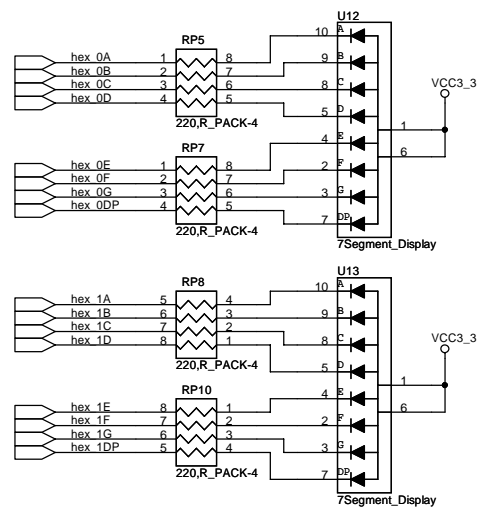 U12
RP5
10 A
hex_0A 1 8
9 B
hex_0B 2 7
hex_0C 3 6
8 C
hex_0D 4 5
5 D
VCC3_3
220,R_PACK-4
1
RP7
4 E
6
hex_0E 1 8
2 F
hex_0F 2 7
hex_0G 3 6
3 G
hex_0DP 4 5
7 DP
220,R_PACK-4
7Segment_Display
U13
RP8
10 A
hex_1A 5 4
9 B
hex_1B 6 3
hex_1C 7 2
8 C
hex_1D 8 1
5 D
VCC3_3
220,R_PACK-4
1
RP10
4 E
6
hex_1E 8 1
2 F
hex_1F 7 2
hex_1G 6 3
3 G
hex_1DP 5 4
7 DP
220,R_PACK-4
7Segment_Display